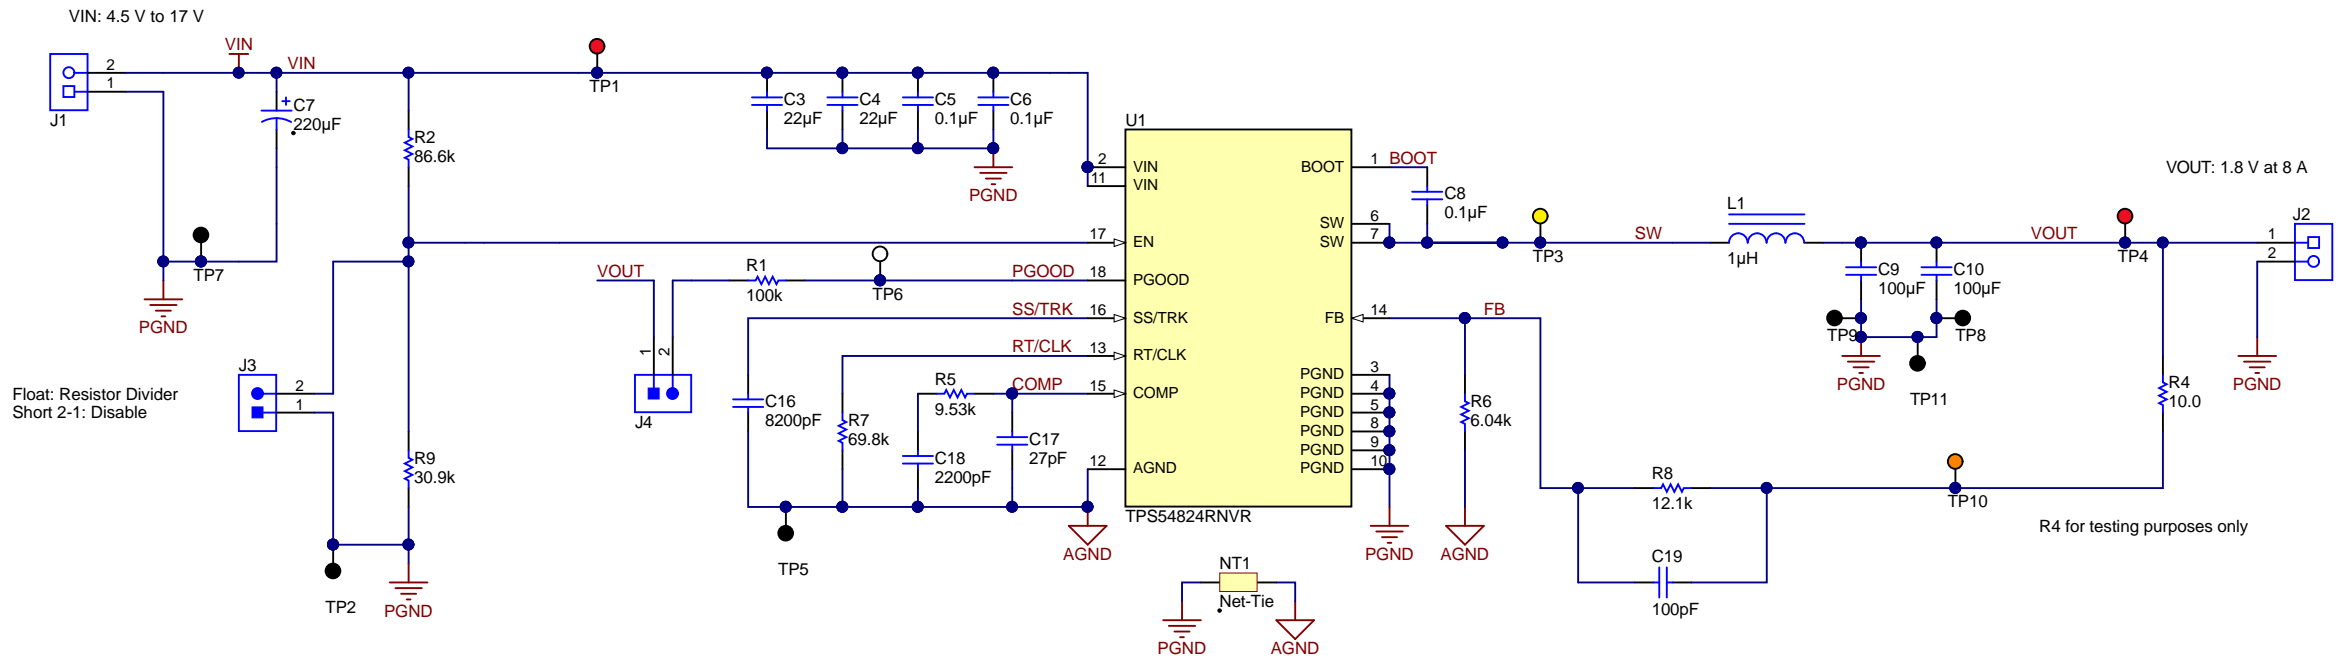 VIN: 4.5 V to 17 V
J1
2
1
VIN
VIN
C7
220µF
+
R2
86.6k
TP1
C3
22µF
C4
22µF
C5
0.1µF
C6
0.1µF
PGND
TP7
PGND
J3
2
1
Float: Resistor Divider
Short 2-1: Disable
R9
30.9k
TP2
PGND
VOUT
1
2
J4
R1
100k
TP6
PGOOD
SS/TRK
RT/CLK
COMP
C16
8200pF
R7
69.8k
R5
9.53k
C18
2200pF
C17
27pF
TP5
AGND
U1
2
VIN
11
VIN
17
EN
18
PGOOD
16
SS/TRK
13
RT/CLK
15
COMP
12
AGND
BOOT
1
SW
6
SW
7
FB
14
PGND
3
PGND
4
PGND
5
PGND
8
PGND
9
PGND
10
TPS54824RNVR
BOOT
C8
0.1µF
TP3
SW
L1
1µH
C9
100µF
C10
100µF
TP9
TP8
PGND
TP11
VOUT
TP4
VOUT: 1.8 V at 8 A
J2
1
2
PGND
R4
10.0
FB
R6
6.04k
PGND
AGND
R8
12.1k
C19
100pF
TP10
R4 for testing purposes only
NT1
Net-Tie
PGND
AGND